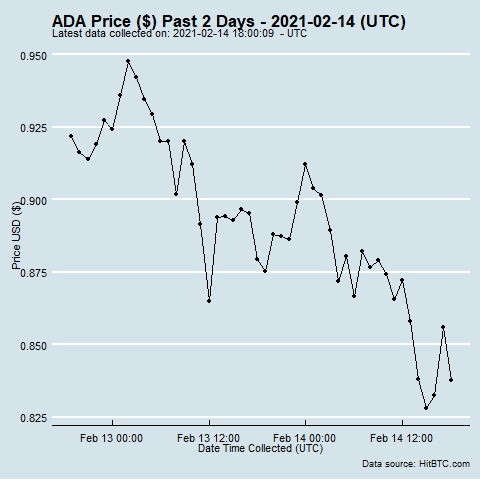 ADA Price ($) Past 2 Days - 2021-02-14 (UTC)
Latest data collected on: 2021-02-14 18:00:09 - UTC
0.950
0.925
0.900
0.875
0.850
0.825
Price USD ($)
Feb 13 00:00 Feb 13 12:00 Feb 14 00:00 Feb 14 12:00
Date Time Collected (UTC)
Data source: HitBTC.com